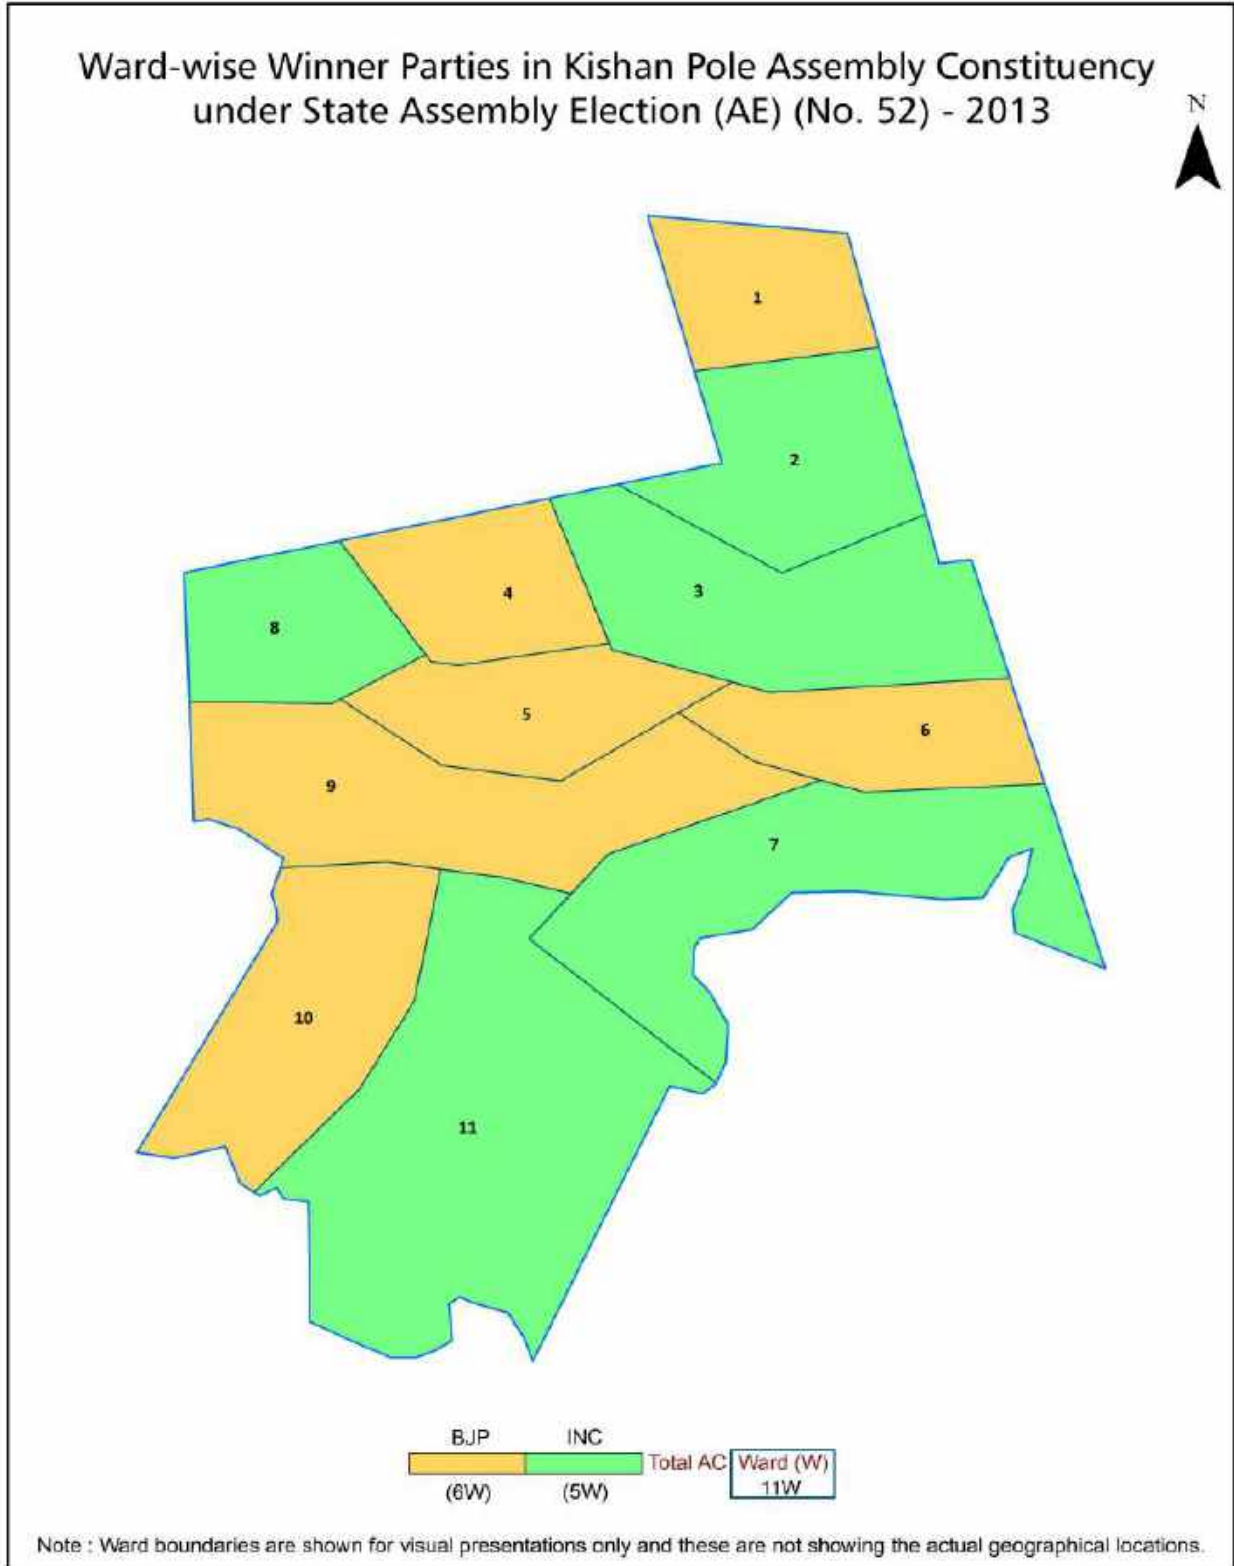 Ward-wise Winner Parties in Kishan Pole Assembly Constituency
under State Assembly Election (AE) (No. 52) - 2013
N
1
2
3
4
8
5
6
9
7
10
11
BJP INC
Total AC Ward (W)
(6W) (5W) 11W
Note : Ward boundaries are shown for visual presentations only and these are not showing the actual geographical locations.